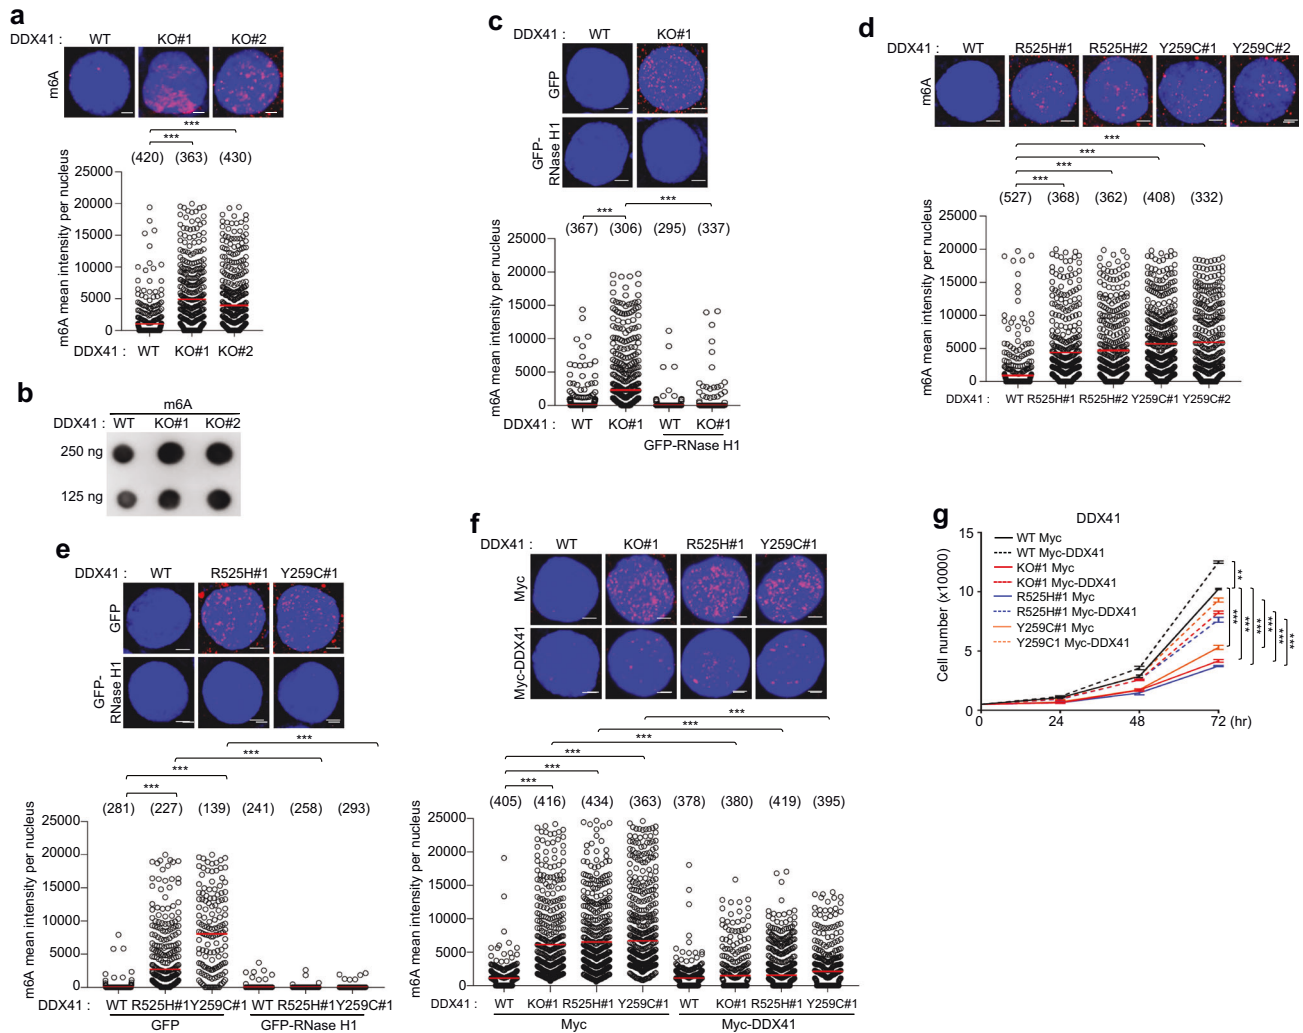 a
DDX41 : WT KO#1 KO#2
m6A
***
***
(420) (363) (430)
m6A mean intensity per nucleus
25000
20000
15000
10000
5000
0
DDX41 : WT KO#1 KO#2
b
m6A
DDX41 : WT KO#1 KO#2
250 ng
125 ng
c
DDX41 : WT KO#1
GFP
GFP-
RNase H1
*** ***
(367) (306) (295) (337)
m6A mean intensity per nucleus
25000
20000
15000
10000
5000
0
DDX41 : WT KO#1 WT KO#1
GFP-RNase H1
d
DDX41 : WT R525H#1 R525H#2 Y259C#1 Y259C#2
m6A
***
***
***
***
(527) (368) (362) (408) (332)
m6A mean intensity per nucleus
25000
20000
15000
10000
5000
0
DDX41 : WT R525H#1 R525H#2 Y259C#1 Y259C#2
e
DDX41 : WT R525H#1 Y259C#1
GFP
GFP-
RNase H1
***
***
***
***
(281) (227) (139) (241) (258) (293)
m6A mean intensity per nucleus
25000
20000
15000
10000
5000
0
DDX41 : WT R525H#1 Y259C#1 WT R525H#1 Y259C#1
GFP GFP-RNase H1
f
DDX41 : WT KO#1 R525H#1 Y259C#1
Myc
Myc-DDX41
***
***
***
***
***
***
(405) (416) (434) (363) (378) (380) (419) (395)
m6A mean intensity per nucleus
25000
20000
15000
10000
5000
0
DDX41 : WT KO#1 R525H#1 Y259C#1 WT KO#1 R525H#1 Y259C#1
Myc Myc-DDX41
g
DDX41
WT Myc
WT Myc-DDX41
KO#1 Myc
KO#1 Myc-DDX41
R525H#1 Myc
R525H#1 Myc-DDX41
Y259C#1 Myc
Y259C1 Myc-DDX41
Cell number (x10000)
15
10
5
0
0 24 48 72 (hr)
** *** *** *** *** *** ***